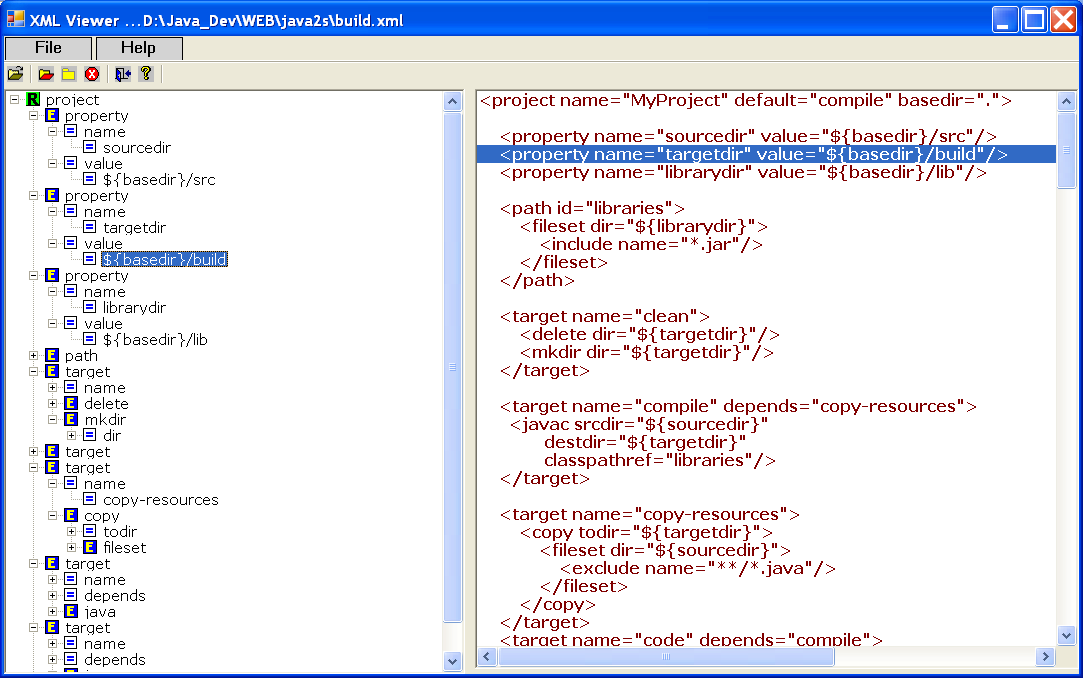 XML Viewer ...D:\Java_Dev\WEB\java2s\build.xml
File Help
R project
E property
name
sourcedir
value
${basedir}/src
E property
name
targetdir
value
${basedir}/build
E property
name
librarydir
value
${basedir}/lib
E path
E target
name
E delete
E mkdir
dir
E target
E target
name
copy-resources
E copy
todir
E fileset
E target
name
depends
E java
E target
name
depends
<project name="MyProject" default="compile" basedir=".">
<property name="sourcedir" value="${basedir}/src"/>
<property name="targetdir" value="${basedir}/build"/>
<property name="librarydir" value="${basedir}/lib"/>
<path id="libraries">
<fileset dir="${librarydir}">
<include name="*.jar"/>
</fileset>
</path>
<target name="clean">
<delete dir="${targetdir}"/>
<mkdir dir="${targetdir}"/>
</target>
<target name="compile" depends="copy-resources">
<javac srcdir="${sourcedir}"
destdir="${targetdir}"
classpathref="libraries"/>
</target>
<target name="copy-resources">
<copy todir="${targetdir}">
<fileset dir="${sourcedir}">
<exclude name="**/*.java"/>
</fileset>
</copy>
</target>
<target name="code" depends="compile">